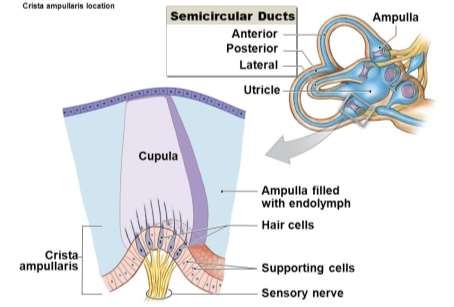 Crista ampullaris location
Semicircular Ducts
Anterior
Posterior
Lateral
Utricle
Ampulla
Cupula
Ampulla filled
with endolymph
Hair cells
Crista
ampullaris
Supporting cells
Sensory nerve